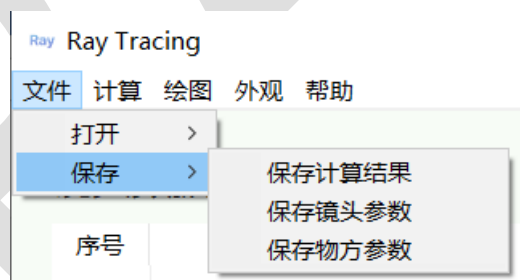 Ray Ray Tracing
文件 计算 绘图 外观 帮助
打开 >
保存 >
保存计算结果
保存镜头参数
保存物方参数
序号